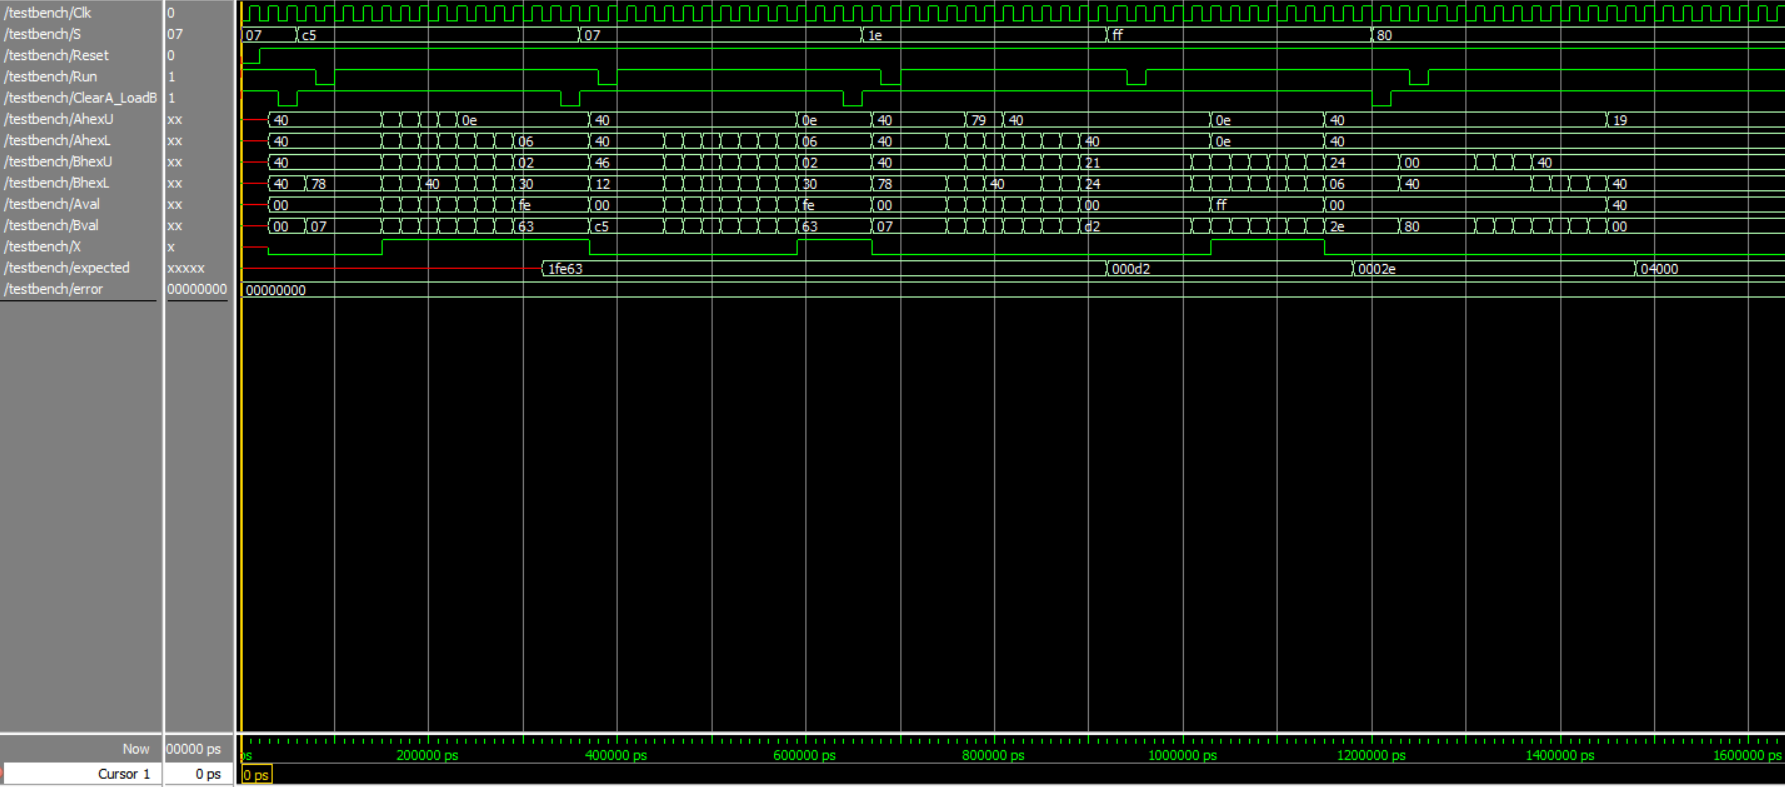 /testbench/Clk 0
/testbench/S 07 07 c5 07 1e ff 80
/testbench/Reset 0
/testbench/Run 1
/testbench/ClearA_LoadB 1
/testbench/AhexU xx 40 0e 40 0e 40 79 40 0e 40 19
/testbench/AhexL xx 40 06 40 06 40 40 0e 40
/testbench/BhexU xx 40 02 46 02 40 21 24 00 40
/testbench/BhexL xx 40 78 40 30 12 30 78 40 24 06 40 40
/testbench/Aval xx 00 fe 00 fe 00 00 ff 00 40
/testbench/Bval xx 00 07 63 c5 63 07 d2 2e 80 00
/testbench/X x
/testbench/expected xxxxx 1fe63 000d2 0002e 04000
/testbench/error 00000000 00000000
Now 00000 ps ps 200000 ps 400000 ps 600000 ps 800000 ps 1000000 ps 1200000 ps 1400000 ps 1600000 ps
Cursor 1 0 ps 0 ps